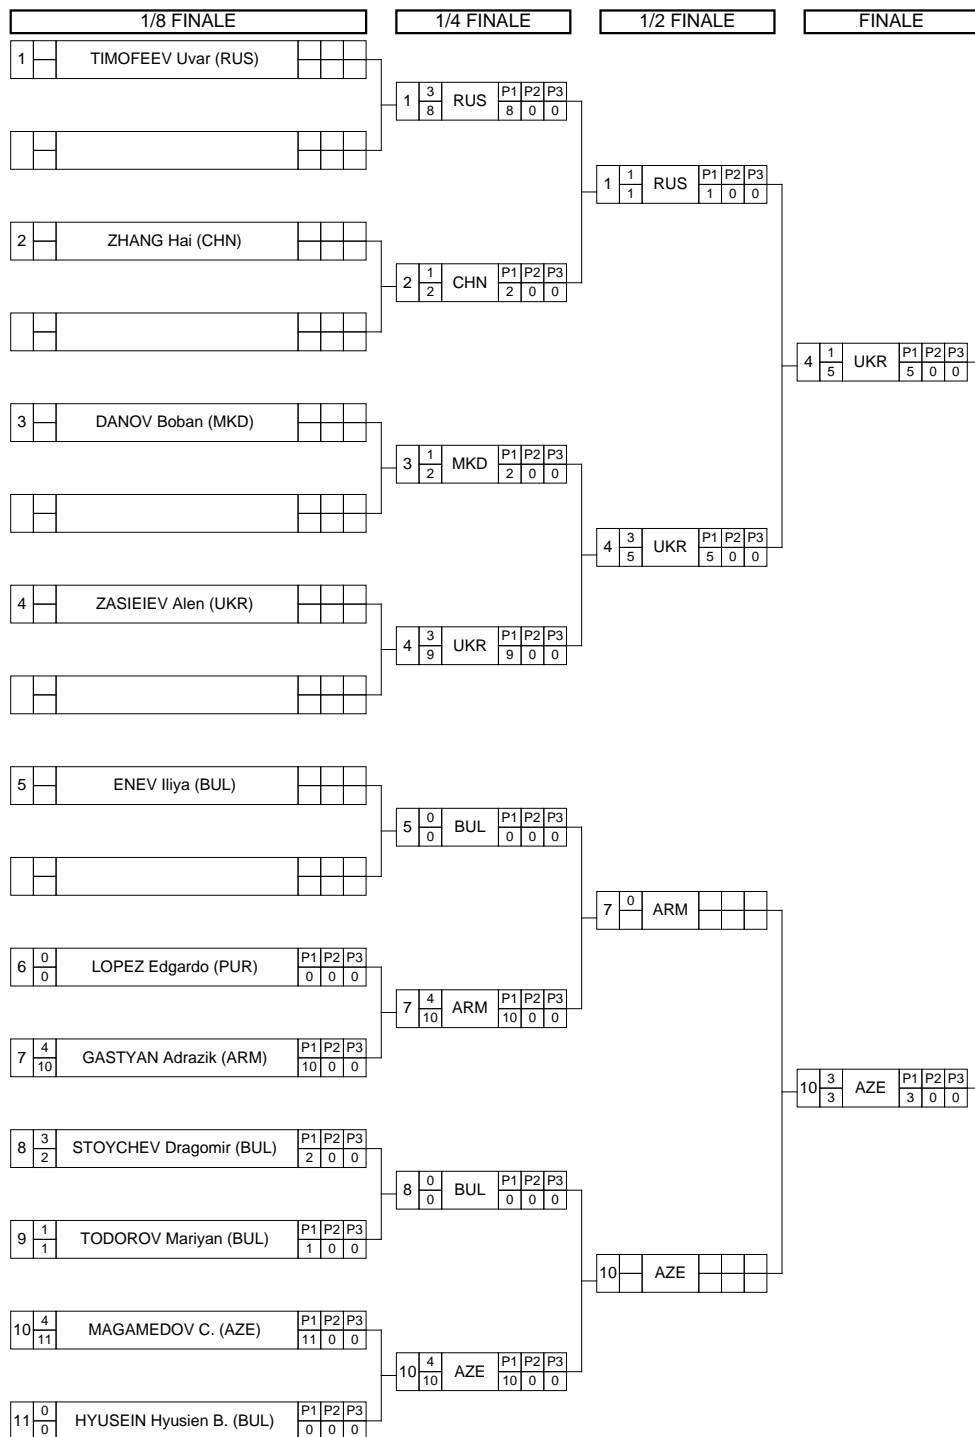 1/8 FINALE 1/4 FINALE 1/2 FINALE FINALE
1 TIMOFEEV Uvar (RUS)
1 3 8 RUS P1 P2 P3 8 0 0
1 1 1 RUS P1 P2 P3 1 0 0
2 ZHANG Hai (CHN)
2 1 2 CHN P1 P2 P3 2 0 0
4 1 5 UKR P1 P2 P3 5 0 0
3 DANOV Boban (MKD)
3 1 2 MKD P1 P2 P3 2 0 0
4 3 5 UKR P1 P2 P3 5 0 0
4 ZASIEIEV Alen (UKR)
4 3 9 UKR P1 P2 P3 9 0 0
5 ENEV Iliya (BUL)
5 0 0 BUL P1 P2 P3 0 0 0
7 0 ARM
6 0 0 LOPEZ Edgardo (PUR) P1 P2 P3 0 0 0
7 4 10 ARM P1 P2 P3 10 0 0
7 4 10 GASTYAN Adrazik (ARM) P1 P2 P3 10 0 0
10 3 3 AZE P1 P2 P3 3 0 0
8 3 2 STOYCHEV Dragomir (BUL) P1 P2 P3 2 0 0
8 0 0 BUL P1 P2 P3 0 0 0
9 1 1 TODOROV Mariyan (BUL) P1 P2 P3 1 0 0
10 AZE
10 4 11 MAGAMEDOV C. (AZE) P1 P2 P3 11 0 0
10 4 10 AZE P1 P2 P3 10 0 0
11 0 0 HYUSEIN Hyusien B. (BUL) P1 P2 P3 0 0 0